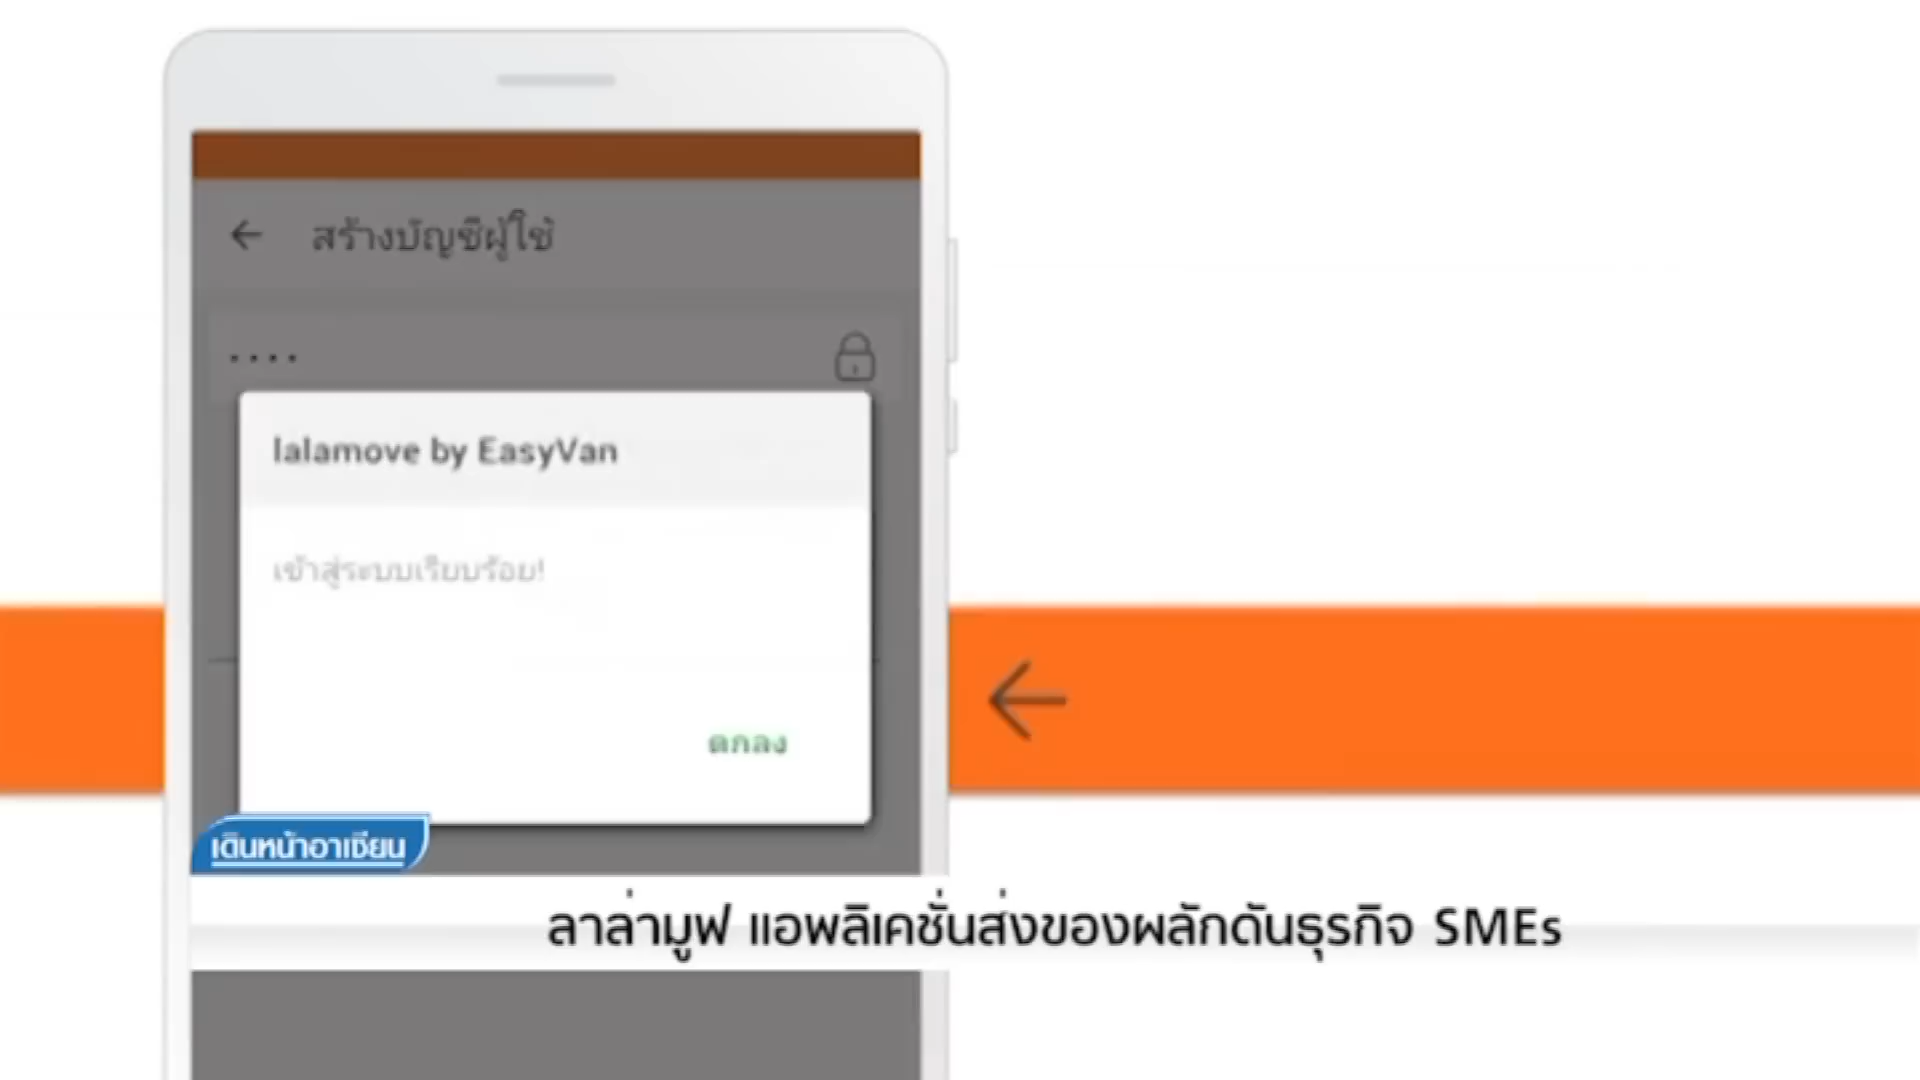 สร้างบัญชีผู้ใช้
....
lalamove by EasyVan
เข้าสู่ระบบเรียบร้อย!
ตกลง
เดินหน้าอาเซียน
ลาล่ามูฟ แอพลิเคชั่นส่งของผลักดันธุรกิจ SMEs